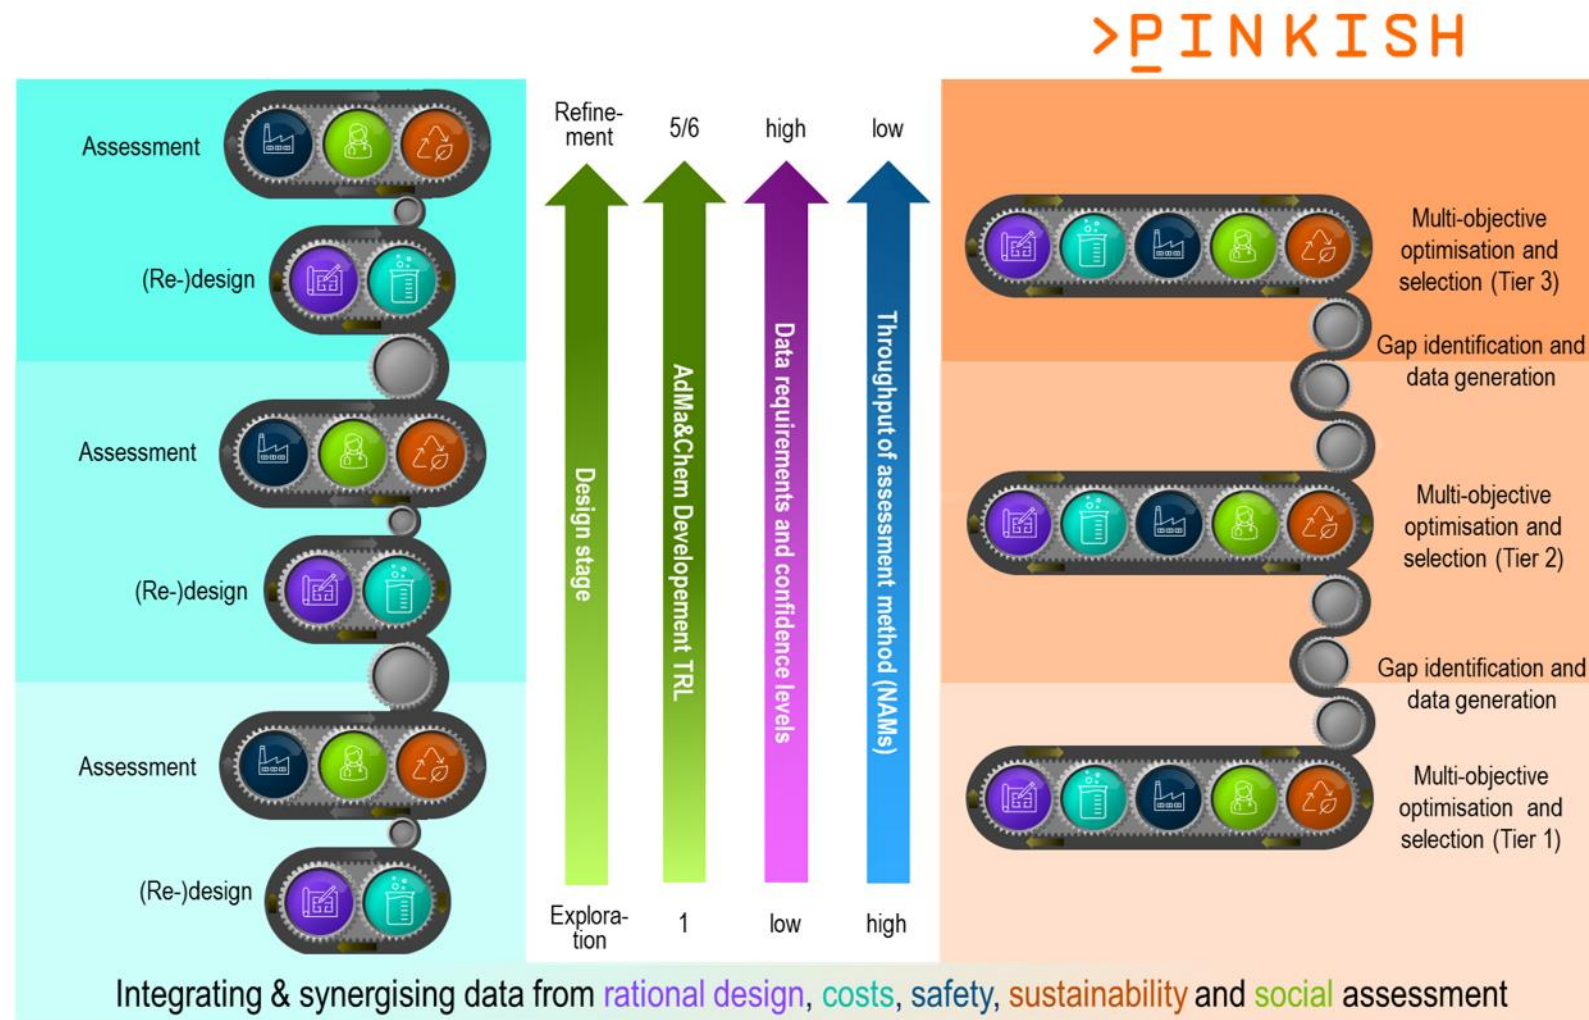 >PINKISH
Assessment
(Re-)design
Assessment
(Re-)design
Assessment
(Re-)design
Refine-
ment
5/6
high
low
Design stage
AdMa&Chem Developement TRL
Data requirements and confidence levels
Throughput of assessment method (NAMs)
Explora-
tion
1
low
high
Multi-objective
optimisation and
selection (Tier 3)
Gap identification and
data generation
Multi-objective
optimisation and
selection (Tier 2)
Gap identification and
data generation
Multi-objective
optimisation and
selection (Tier 1)
Integrating & synergising data from rational design, costs, safety, sustainability and social assessment